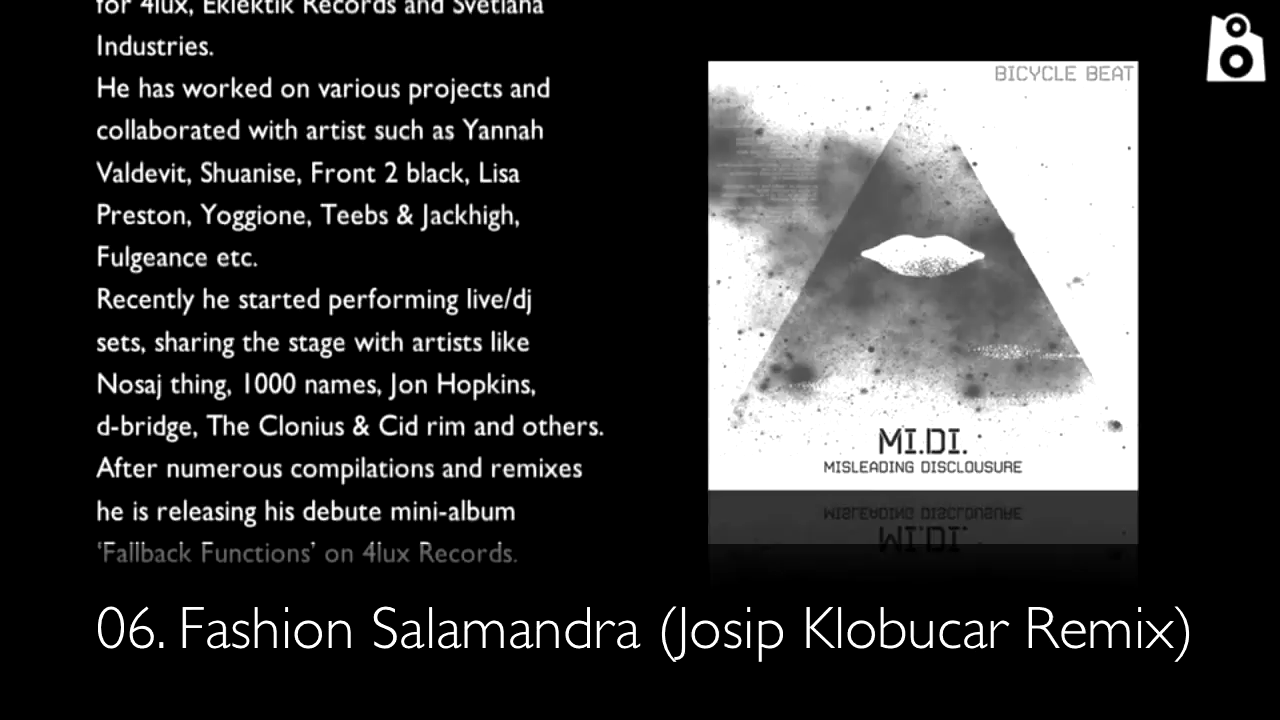 for 4lux, Eklektik Records and Svetlana
Industries.
He has worked on various projects and
collaborated with artist such as Yannah
Valdevit, Shuanise, Front 2 black, Lisa
Preston, Yoggione, Teebs & Jackhigh,
Fulgeance etc.
Recently he started performing live/dj
sets, sharing the stage with artists like
Nosaj thing, 1000 names, Jon Hopkins,
d-bridge, The Clonius & Cid rim and others.
After numerous compilations and remixes
he is releasing his debute mini-album
‘Fallback Functions’ on 4lux Records.
BICYCLE BEAT
MI.DI.
MISLEADING DISCLOUSURE
MISLEADING DISCLOUSURE
MI.DI.
06. Fashion Salamandra (Josip Klobucar Remix)